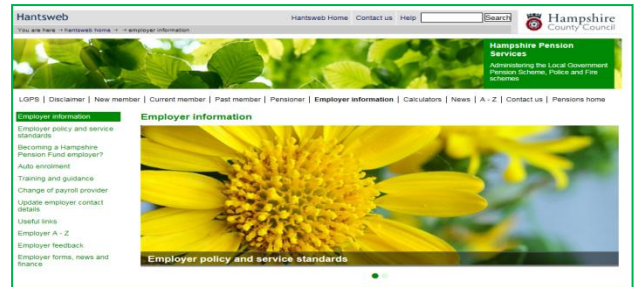 Hantsweb
Hantsweb Home Contact us Help Search
Hampshire
County Council
You are here → hantsweb home → → employer information
Hampshire Pension
Services
Administering the Local Government
Pension Scheme, Police and Fire
schemes
LGPS | Disclaimer | New member | Current member | Past member | Pensioner | Employer information | Calculators | News | A - Z | Contact us | Pensions home
Employer information
Employer policy and service
standards
Becoming a Hampshire
Pension Fund employer?
Auto enrolment
Training and guidance
Change of payroll provider
Update employer contact
details
Useful links
Employer A - Z
Employer feedback
Employer forms, news and
finance
Employer information
Employer policy and service standards